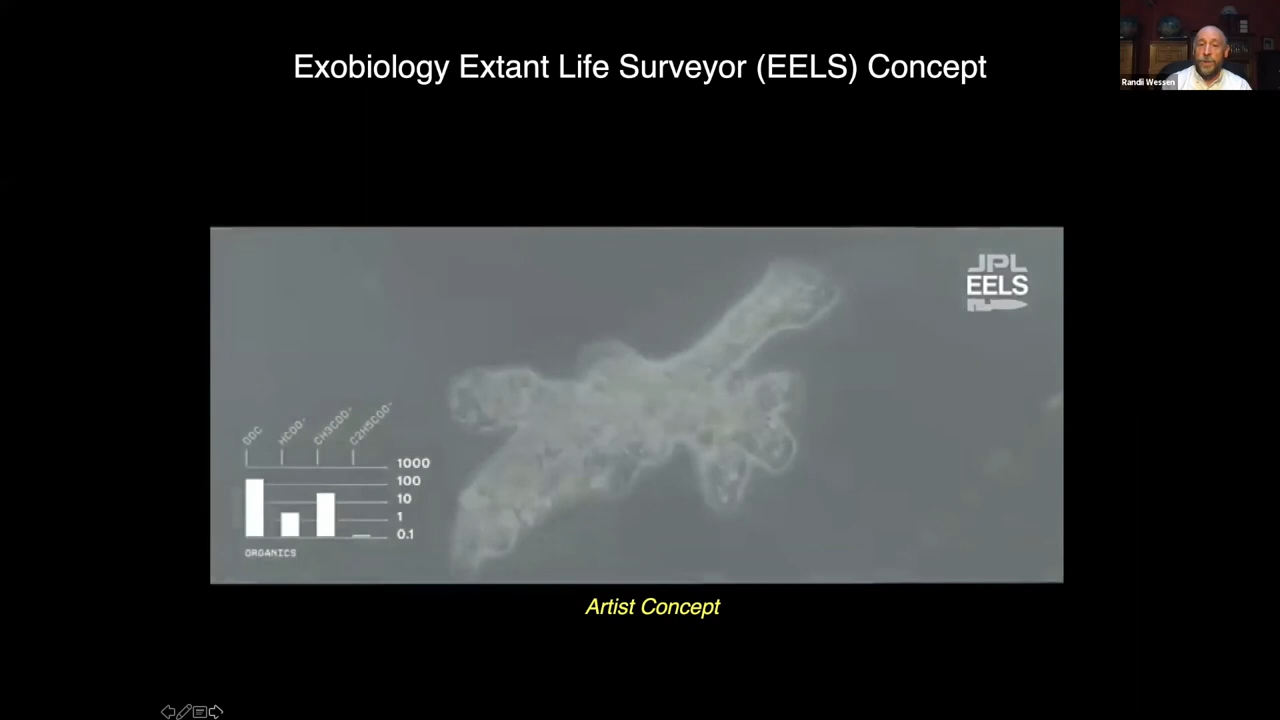 Exobiology Extant Life Surveyor (EELS) Concept
Randii Wessen
JPL
EELS
DOC
HCOO-
CH3COO-
C2H5COO-
1000
100
10
1
0.1
ORGANICS
Artist Concept